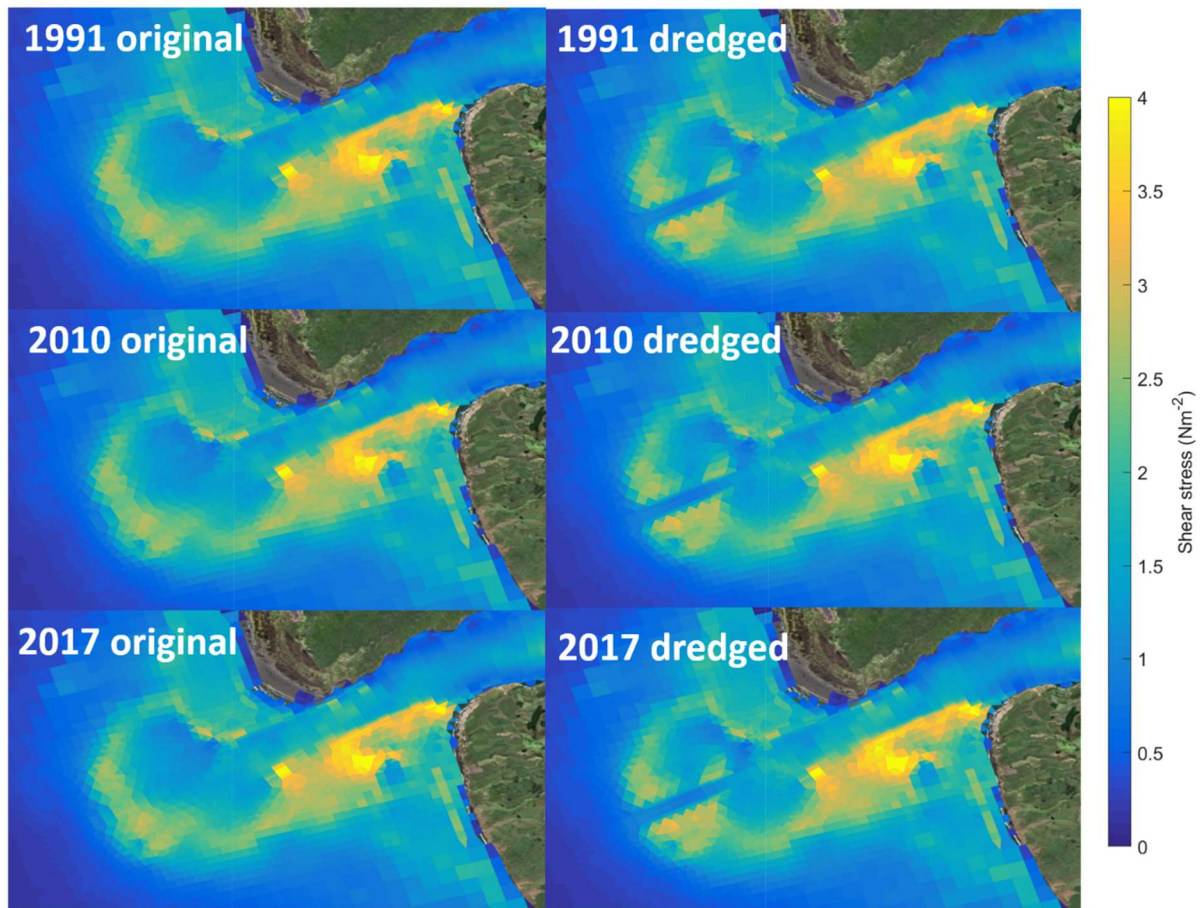 1991 original
1991 dredged
2010 original
2010 dredged
2017 original
2017 dredged
4
3.5
3
2.5
2
1.5
1
0.5
0
Shear stress (Nm⁻²)